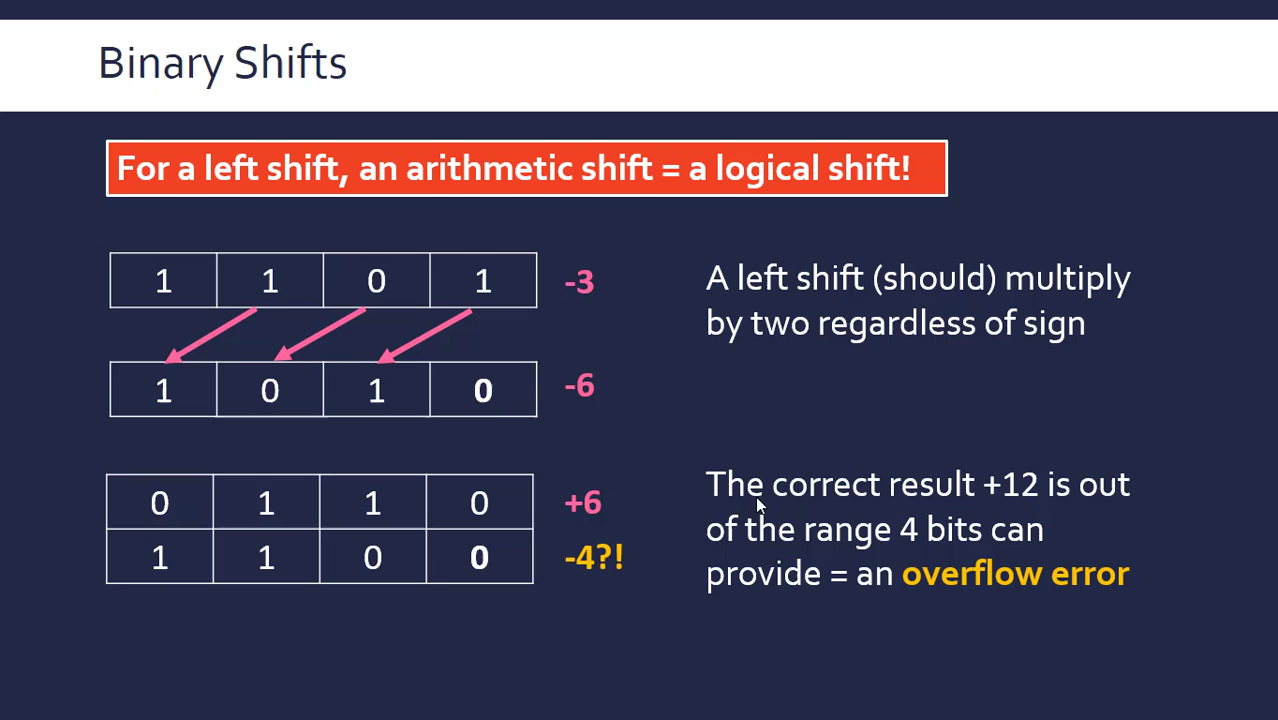 Binary Shifts
For a left shift, an arithmetic shift = a logical shift!
1 1 0 1 -3
A left shift (should) multiply
by two regardless of sign
1 0 1 0 -6
0 1 1 0 +6
1 1 0 0 -4?!
The correct result +12 is out
of the range 4 bits can
provide = an overflow error